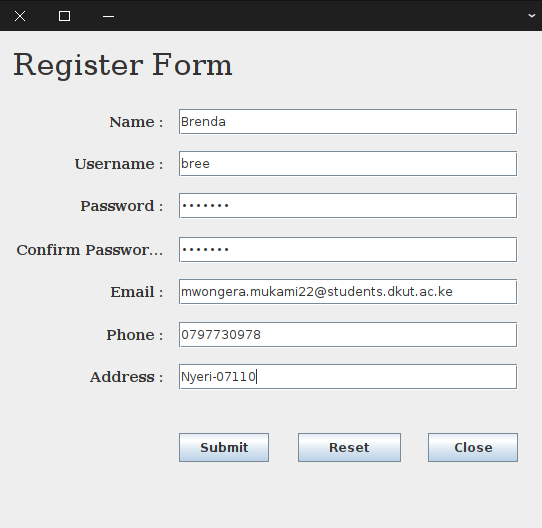 Register Form
Name : Brenda
Username : bree
Password : •••••••
Confirm Passwor... •••••••
Email : mwongera.mukami22@students.dkut.ac.ke
Phone : 0797730978
Address : Nyeri-07110
Submit Reset Close